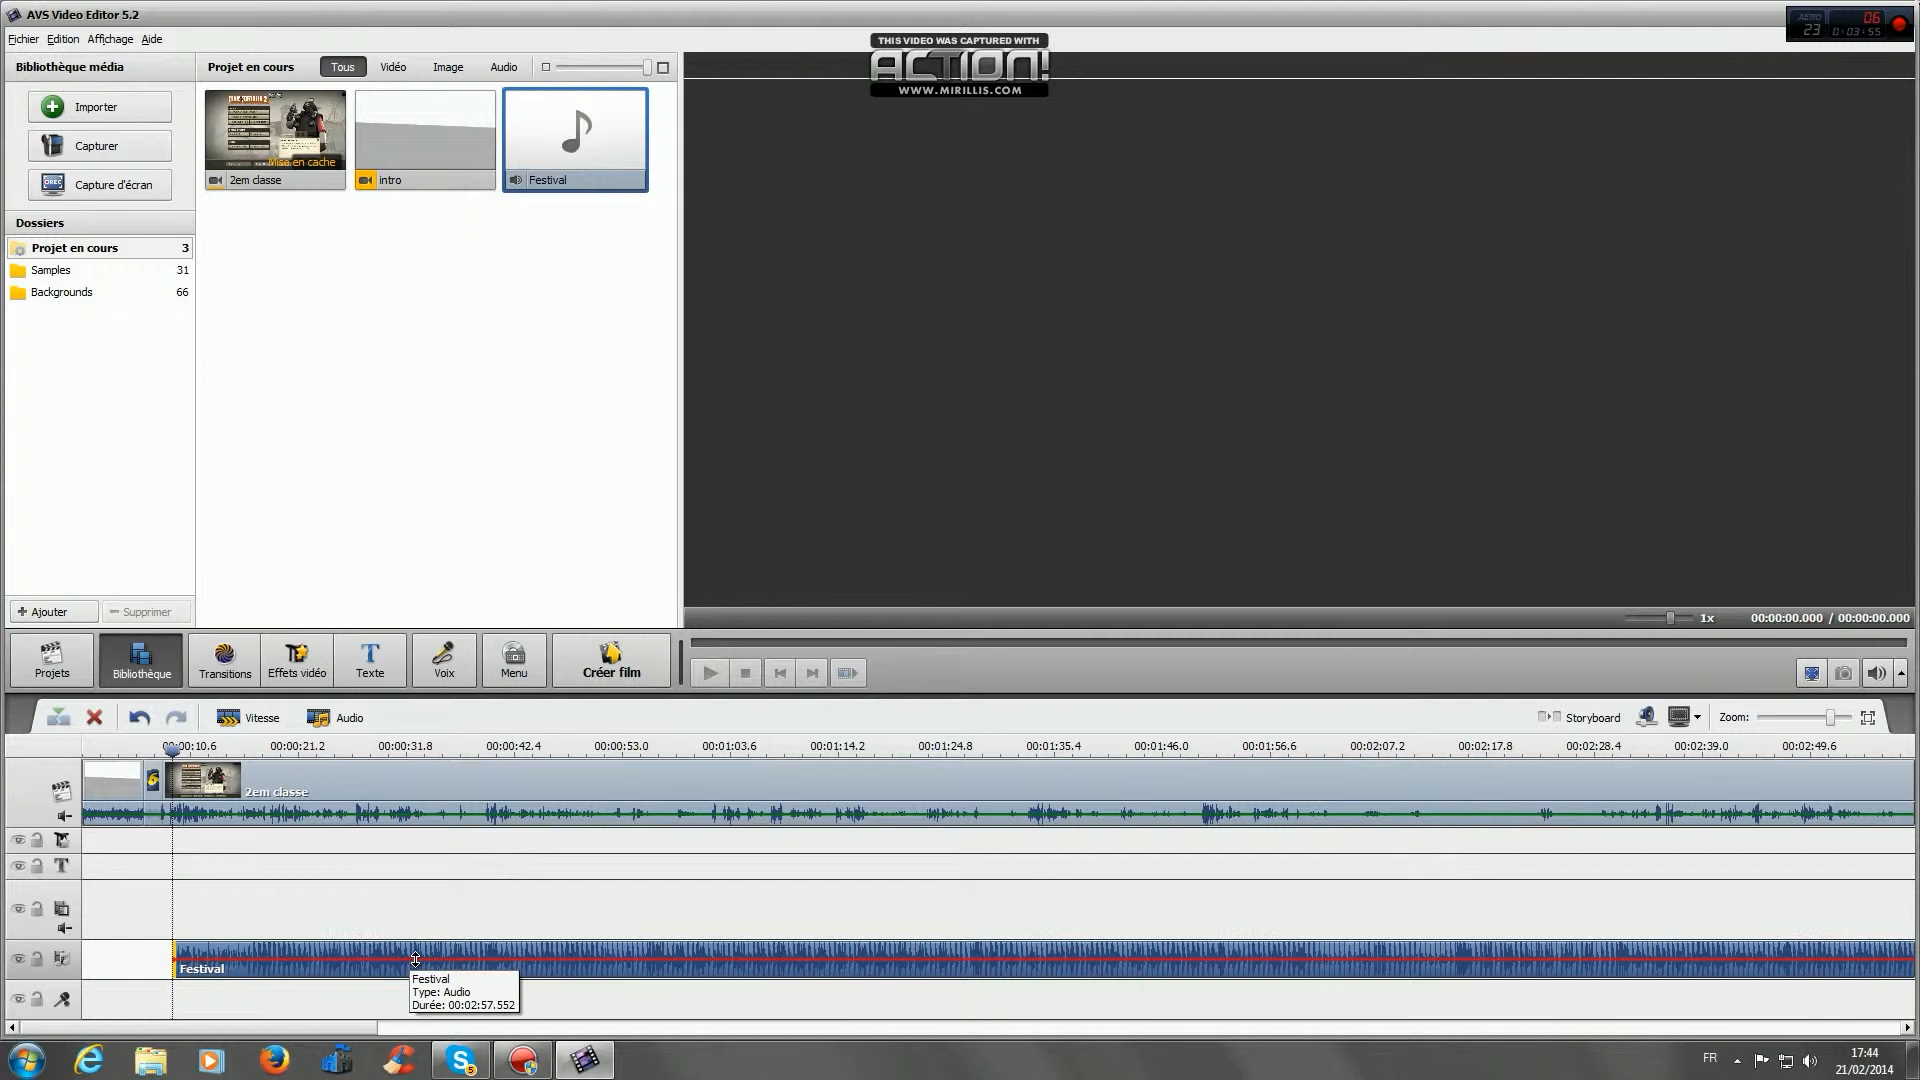 AVS Video Editor 5.2
Fichier Edition Affichage Aide
THIS VIDEO WAS CAPTURED WITH
ACTION!
WWW.MIRILLIS.COM
06
23
0:03:55
Bibliothèque média
Projet en cours Tous Vidéo Image Audio
Importer
Capturer
Capture d'écran
Mise en cache
2em classe intro Festival
Dossiers
Projet en cours 3
Samples 31
Backgrounds 66
Ajouter Supprimer
1x 00:00:00.000 / 00:00:00.000
Projets Bibliothèque Transitions Effets vidéo Texte Voix Menu Créer film
Vitesse Audio Storyboard Zoom:
00:00:10.6 00:00:21.2 00:00:31.8 00:00:42.4 00:00:53.0 00:01:03.6 00:01:14.2 00:01:24.8 00:01:35.4 00:01:46.0 00:01:56.6 00:02:07.2 00:02:17.8 00:02:28.4 00:02:39.0 00:02:49.6
2em classe
Festival
Festival
Type: Audio
Durée: 00:02:57.552
FR 17:44
21/02/2014